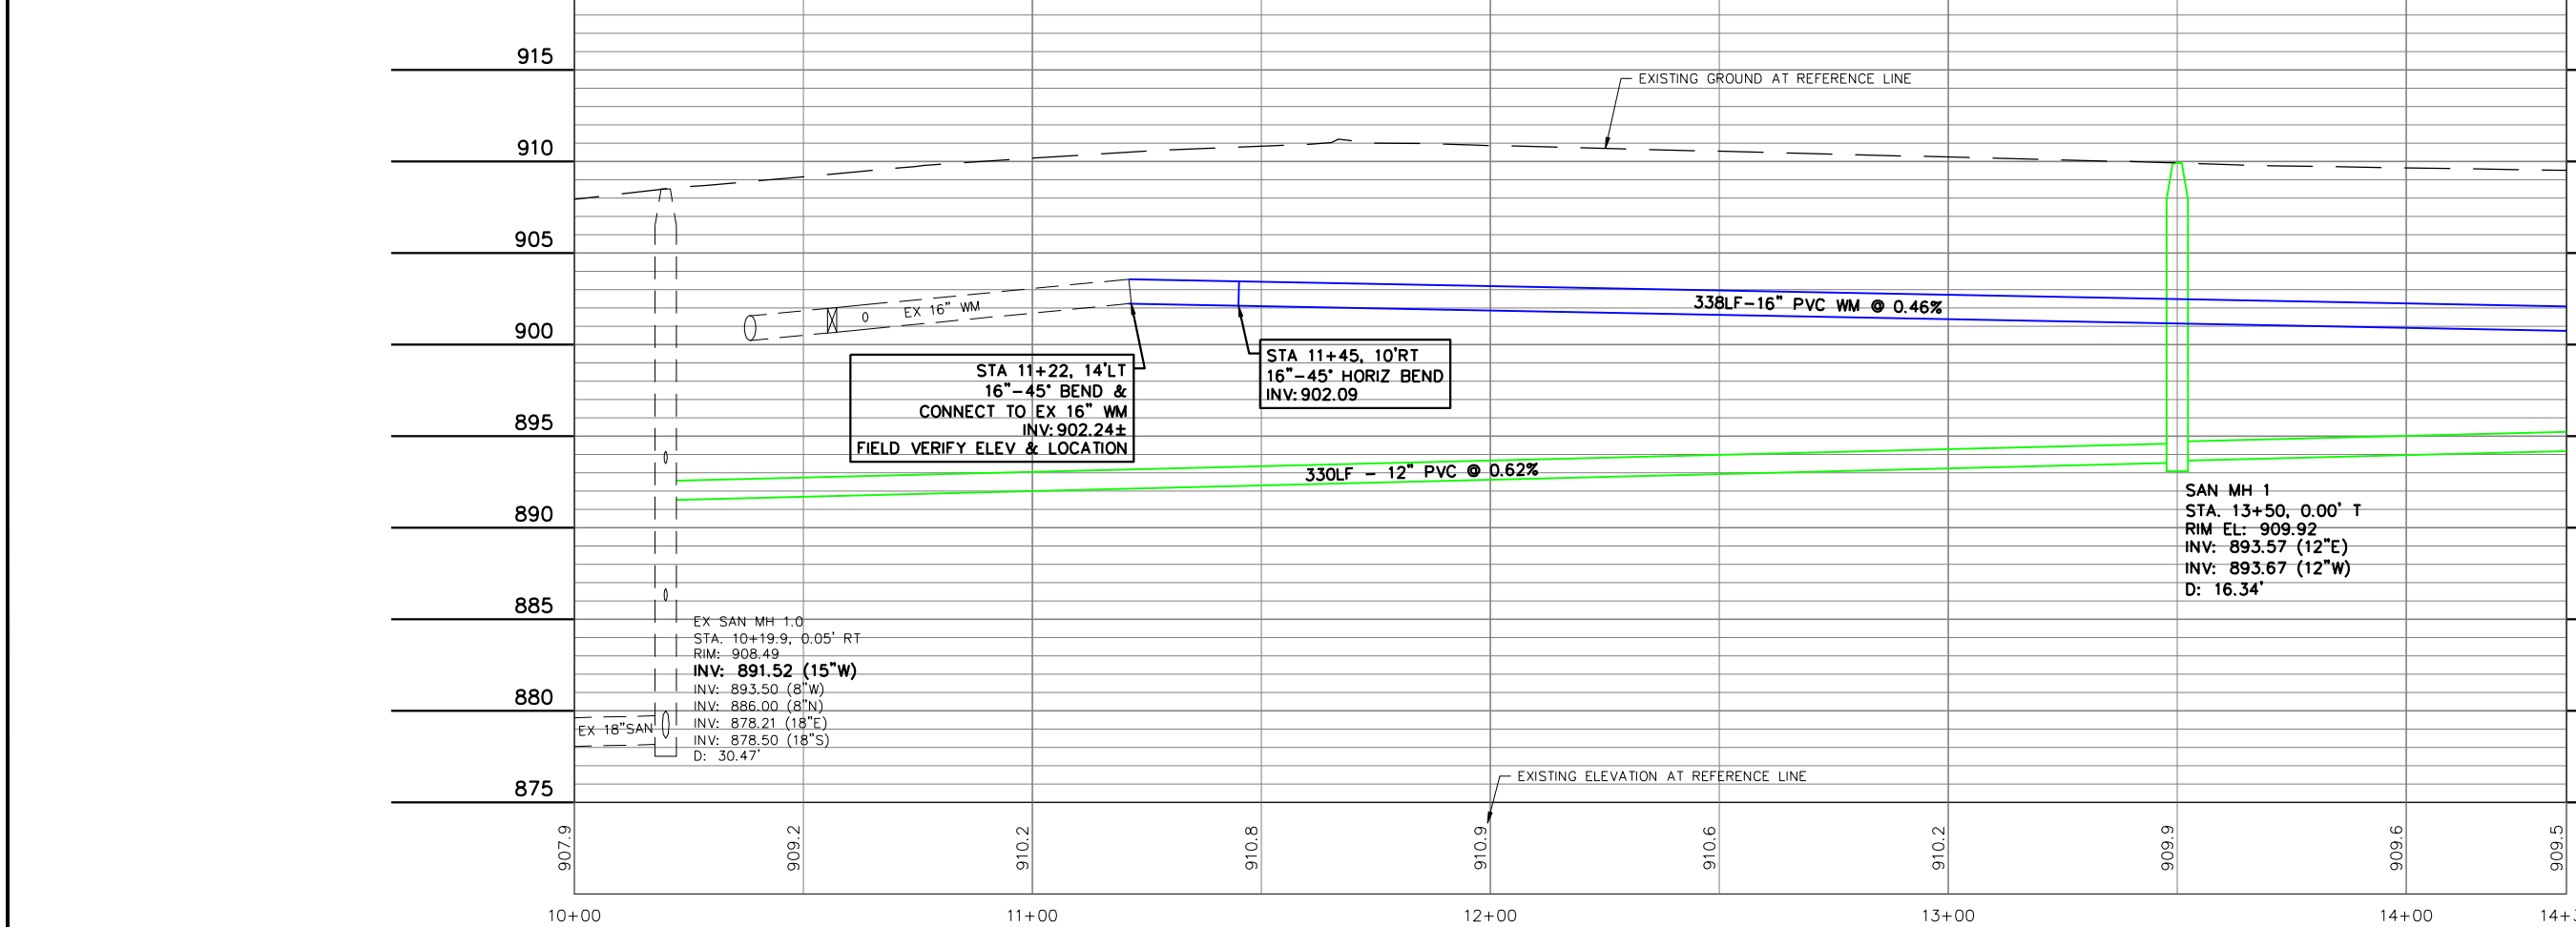 915
EXISTING GROUND AT REFERENCE LINE
910
905
EX 16" WM
338LF-16" PVC WM @ 0.46%
900
STA 11+22, 14'LT
16"-45° BEND &
CONNECT TO EX 16" WM
INV: 902.24±
FIELD VERIFY ELEV & LOCATION
STA 11+45, 10'RT
16"-45° HORIZ BEND
INV: 902.09
895
330LF - 12" PVC @ 0.62%
890
SAN MH 1
STA. 13+50, 0.00' T
RIM EL: 909.92
INV: 893.57 (12"E)
INV: 893.67 (12"W)
D: 16.34'
885
EX SAN MH 1.0
STA. 10+19.9, 0.05' RT
RIM: 908.49
INV: 891.52 (15"W)
INV: 893.50 (8"W)
INV: 886.00 (8"N)
INV: 878.21 (18"E)
INV: 878.50 (18"S)
D: 30.47'
880
EX 18"SAN
875
EXISTING ELEVATION AT REFERENCE LINE
907.9
909.2
910.2
910.8
910.9
910.6
910.2
909.9
909.6
909.5
10+00
11+00
12+00
13+00
14+00